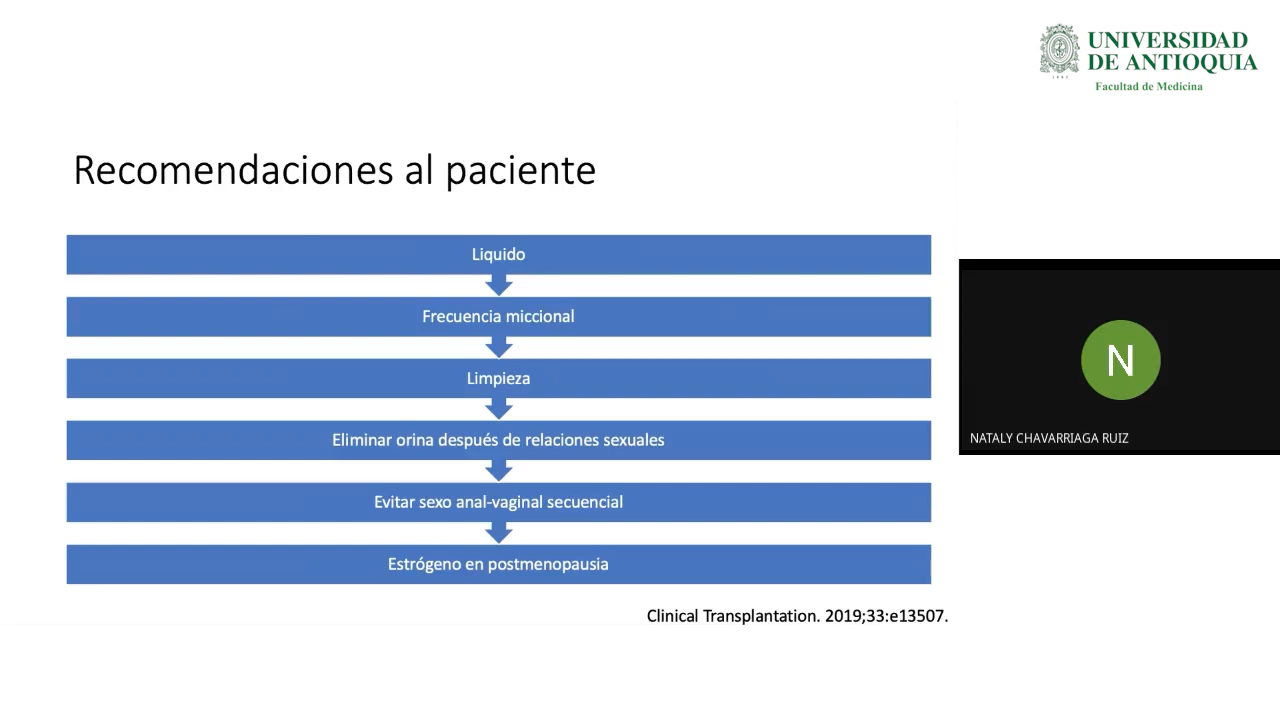 UNIVERSIDAD
DE ANTIOQUIA
Facultad de Medicina
Recomendaciones al paciente
Liquido
Frecuencia miccional
Limpieza
Eliminar orina después de relaciones sexuales
Evitar sexo anal-vaginal secuencial
Estrógeno en postmenopausia
Clinical Transplantation. 2019;33:e13507.
N
NATALY CHAVARRIAGA RUIZ